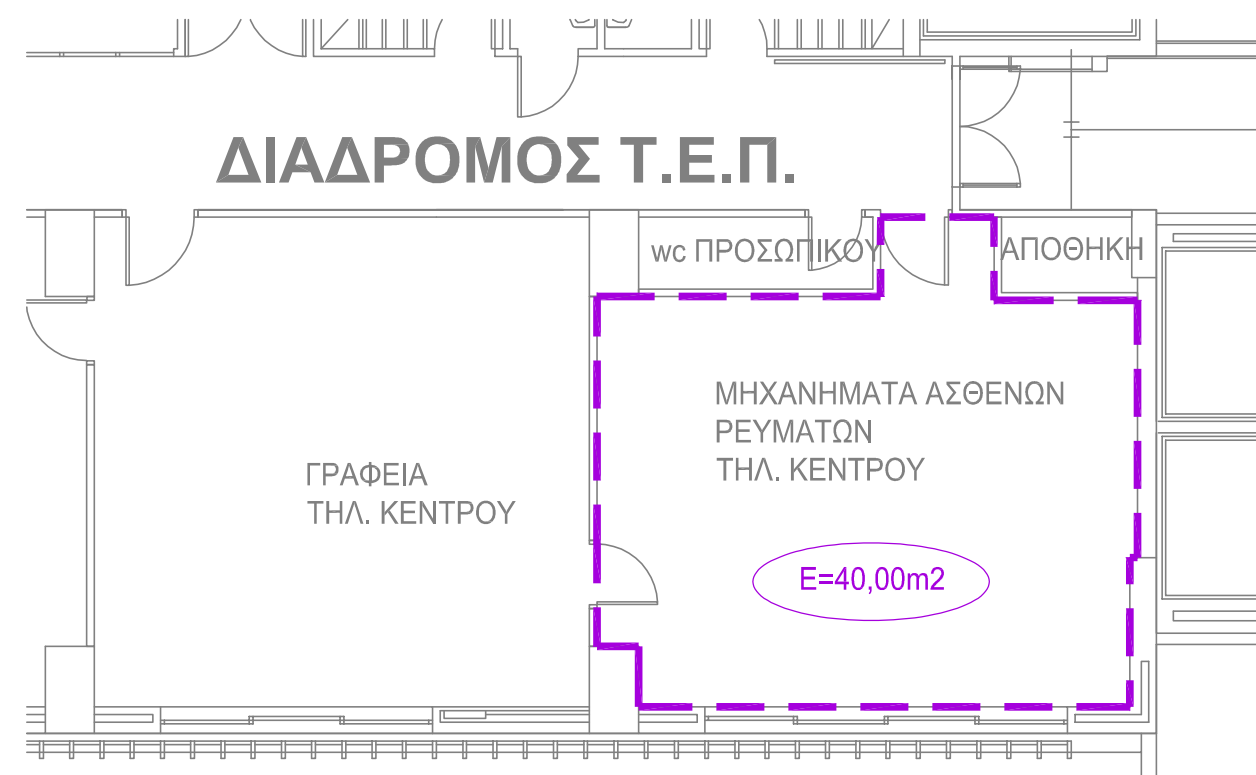 ΔΙΑΔΡΟΜΟΣ Τ.Ε.Π.
wc ΠΡΟΣΩΠΙΚΟΥ
ΑΠΟΘΗΚΗ
ΜΗΧΑΝΗΜΑΤΑ ΑΣΘΕΝΩΝ
ΡΕΥΜΑΤΩΝ
ΤΗΛ. ΚΕΝΤΡΟΥ
ΓΡΑΦΕΙΑ
ΤΗΛ. ΚΕΝΤΡΟΥ
E=40,00m2